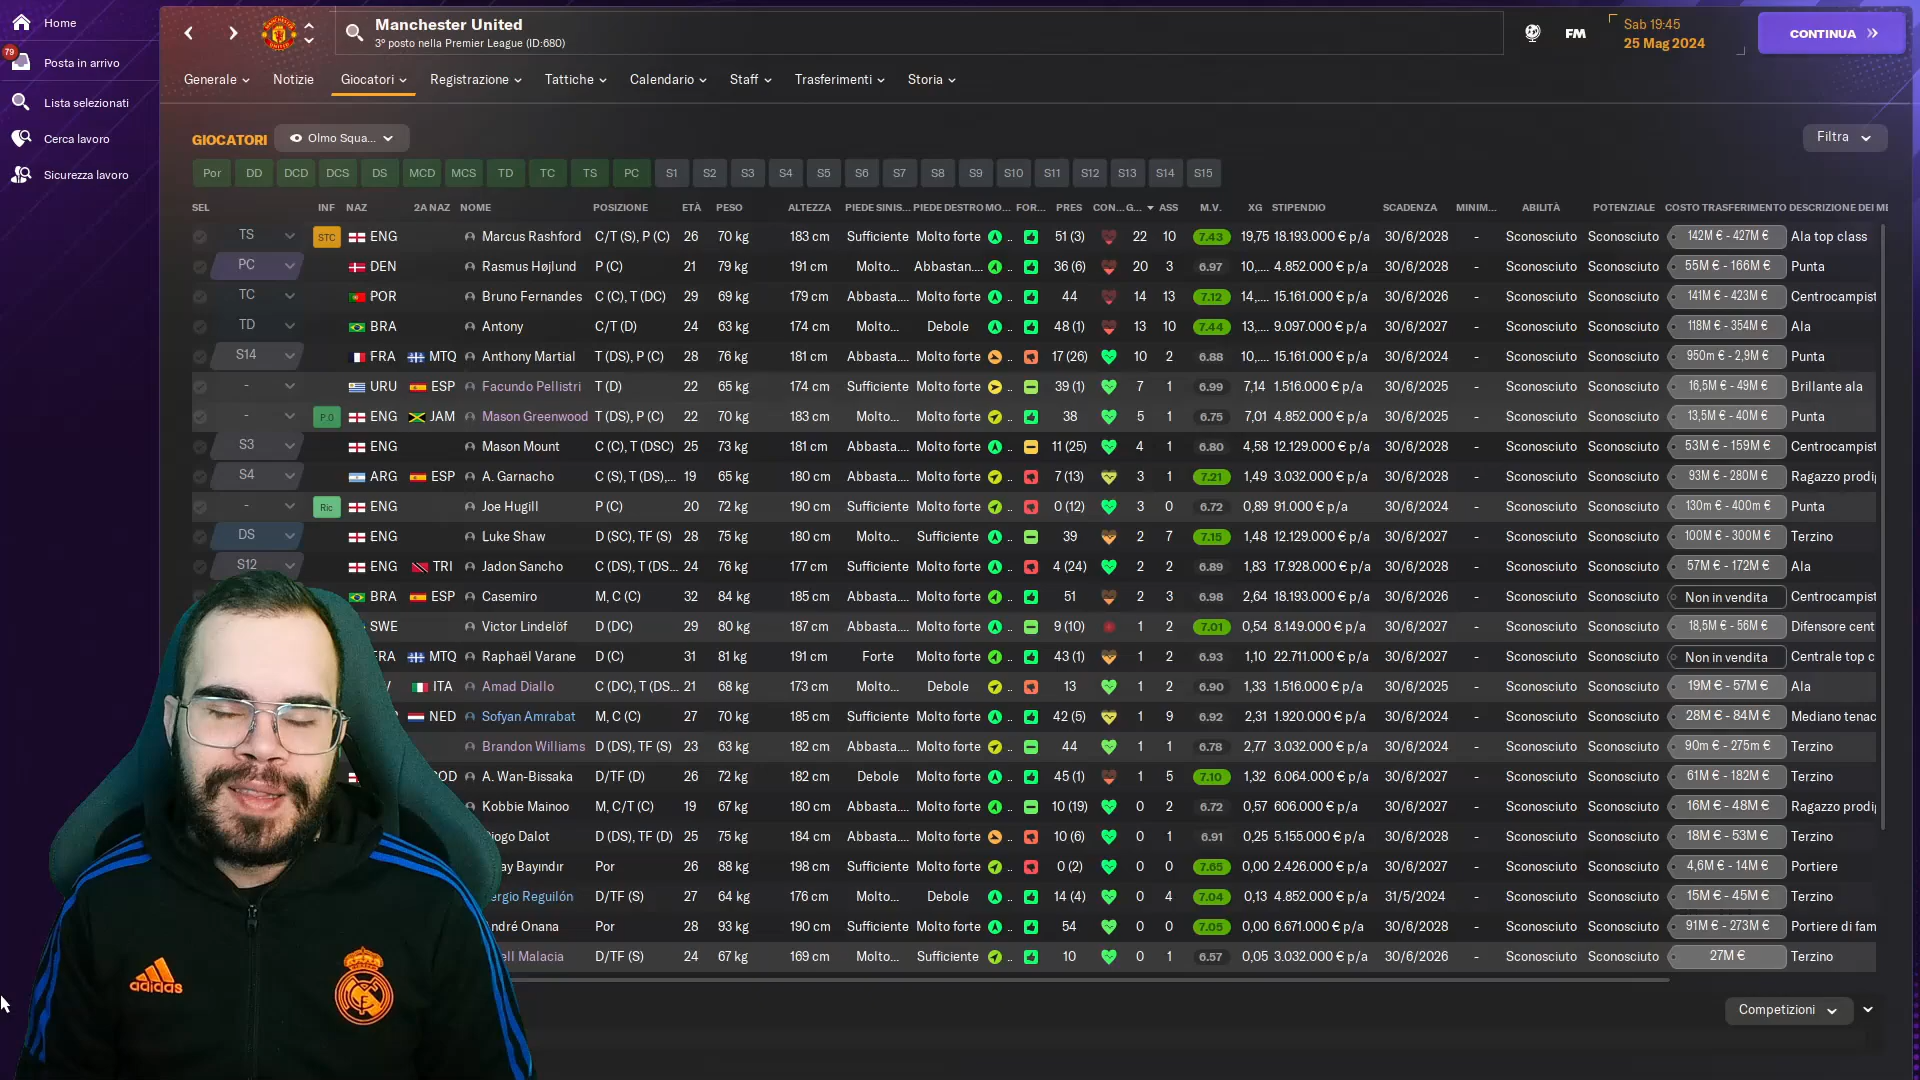 Home
79
Posta in arrivo
Lista selezionati
Cerca lavoro
Sicurezza lavoro
Manchester United
3º posto nella Premier League (ID:680)
FM
Sab 19:45
25 Mag 2024
CONTINUA
Generale Notizie Giocatori Registrazione Tattiche Calendario Staff Trasferimenti Storia
GIOCATORI Olmo Squa... Filtra
Por DD DCD DCS DS MCD MCS TD TC TS PC S1 S2 S3 S4 S5 S6 S7 S8 S9 S10 S11 S12 S13 S14 S15
SEL INF NAZ 2A NAZ NOME POSIZIONE ETÀ PESO ALTEZZA PIEDE SINIS... PIEDE DESTRO MO... FOR... PRES CON... G... ASS M.V. XG STIPENDIO SCADENZA MINIM... ABILITÀ POTENZIALE COSTO TRASFERIMENTO DESCRIZIONE DEI ME
TS STC ENG Marcus Rashford C/T (S), P (C) 26 70 kg 183 cm Sufficiente Molto forte .. 51 (3) 22 10 7.43 19,75 18.193.000 € p/a 30/6/2028 - Sconosciuto Sconosciuto 142M € - 427M € Ala top class
PC DEN Rasmus Højlund P (C) 21 79 kg 191 cm Molto... Abbastan.... .. 36 (6) 20 3 6.97 10,... 4.852.000 € p/a 30/6/2028 - Sconosciuto Sconosciuto 55M € - 166M € Punta
TC POR Bruno Fernandes C (C), T (DC) 29 69 kg 179 cm Abbasta.... Molto forte .. 44 14 13 7.12 14,... 15.161.000 € p/a 30/6/2026 - Sconosciuto Sconosciuto 141M € - 423M € Centrocampist
TD BRA Antony C/T (D) 24 63 kg 174 cm Molto... Debole .. 48 (1) 13 10 7.44 13,... 9.097.000 € p/a 30/6/2027 - Sconosciuto Sconosciuto 118M € - 354M € Ala
S14 FRA MTQ Anthony Martial T (DS), P (C) 28 76 kg 181 cm Abbasta.... Molto forte .. 17 (26) 10 2 6.88 10,... 15.161.000 € p/a 30/6/2024 - Sconosciuto Sconosciuto 950m € - 2,9M € Punta
- URU ESP Facundo Pellistri T (D) 22 65 kg 174 cm Sufficiente Molto forte .. 39 (1) 7 1 6.99 7,14 1.516.000 € p/a 30/6/2025 - Sconosciuto Sconosciuto 16,5M € - 49M € Brillante ala
- P.0 ENG JAM Mason Greenwood T (DS), P (C) 22 70 kg 183 cm Molto... Molto forte .. 38 5 1 6.75 7,01 4.852.000 € p/a 30/6/2025 - Sconosciuto Sconosciuto 13,5M € - 40M € Punta
S3 ENG Mason Mount C (C), T (DSC) 25 73 kg 181 cm Abbasta.... Molto forte .. 11 (25) 4 1 6.80 4,58 12.129.000 € p/a 30/6/2028 - Sconosciuto Sconosciuto 53M € - 159M € Centrocampist
S4 ARG ESP A. Garnacho C (S), T (DS),... 19 65 kg 180 cm Abbasta.... Molto forte .. 7 (13) 3 1 7.21 1,49 3.032.000 € p/a 30/6/2028 - Sconosciuto Sconosciuto 93M € - 280M € Ragazzo prodi
- Ric ENG Joe Hugill P (C) 20 72 kg 190 cm Sufficiente Molto forte .. 0 (12) 3 0 6.72 0,89 91.000 € p/a 30/6/2024 - Sconosciuto Sconosciuto 130m € - 400m € Punta
DS ENG Luke Shaw D (SC), TF (S) 28 75 kg 180 cm Molto... Sufficiente .. 39 2 7 7.15 1,48 12.129.000 € p/a 30/6/2027 - Sconosciuto Sconosciuto 100M € - 300M € Terzino
S12 ENG TRI Jadon Sancho C (DS), T (DS... 24 76 kg 177 cm Sufficiente Molto forte .. 4 (24) 2 2 6.89 1,83 17.928.000 € p/a 30/6/2026 - Sconosciuto Sconosciuto 57M € - 172M € Ala
BRA ESP Casemiro M, C (C) 32 84 kg 185 cm Abbasta.... Molto forte .. 51 2 3 6.98 2,64 18.193.000 € p/a 30/6/2026 - Sconosciuto Sconosciuto Non in vendita Centrocampist
SWE Victor Lindelöf D (DC) 29 80 kg 187 cm Abbasta.... Molto forte .. 9 (10) 1 2 7.01 0,54 8.149.000 € p/a 30/6/2027 - Sconosciuto Sconosciuto 18,5M € - 56M € Difensore cent
RA MTQ Raphaël Varane D (C) 31 81 kg 191 cm Forte Molto forte .. 43 (1) 1 2 6.93 1,10 22.711.000 € p/a 30/6/2027 - Sconosciuto Sconosciuto Non in vendita Centrale top c
ITA Amad Diallo C (DC), T (DS... 21 68 kg 173 cm Molto... Debole .. 13 1 2 6.90 1,33 1.516.000 € p/a 30/6/2025 - Sconosciuto Sconosciuto 19M € - 57M € Ala
NED Sofyan Amrabat M, C (C) 27 70 kg 185 cm Sufficiente Molto forte .. 42 (5) 1 9 6.92 2,31 1.920.000 € p/a 30/6/2024 - Sconosciuto Sconosciuto 28M € - 84M € Mediano tenac
Brandon Williams D (DS), TF (S) 23 63 kg 182 cm Abbasta.... Molto forte .. 44 1 1 6.78 2,77 3.032.000 € p/a 30/6/2024 - Sconosciuto Sconosciuto 90m € - 275m € Terzino
OD A. Wan-Bissaka D/TF (D) 26 72 kg 182 cm Debole Molto forte .. 45 (1) 1 5 7.10 1,32 6.064.000 € p/a 30/6/2027 - Sconosciuto Sconosciuto 61M € - 182M € Terzino
Kobbie Mainoo M, C/T (C) 19 67 kg 180 cm Abbasta.... Molto forte .. 10 (19) 0 2 6.72 0,57 606.000 € p/a 30/6/2027 - Sconosciuto Sconosciuto 16M € - 48M € Ragazzo prodi
Diogo Dalot D (DS), TF (D) 25 75 kg 184 cm Abbasta.... Molto forte .. 10 (6) 0 1 6.91 0,25 5.155.000 € p/a 30/6/2028 - Sconosciuto Sconosciuto 18M € - 53M € Terzino
ay Bayındır Por 26 88 kg 198 cm Sufficiente Molto forte .. 0 (2) 0 0 7.65 0,00 2.426.000 € p/a 30/6/2027 - Sconosciuto Sconosciuto 4,6M € - 14M € Portiere
ergio Reguilón D/TF (S) 27 64 kg 176 cm Molto... Debole .. 14 (4) 0 4 7.04 0,13 4.852.000 € p/a 31/5/2024 - Sconosciuto Sconosciuto 15M € - 45M € Terzino
ndré Onana Por 28 93 kg 190 cm Sufficiente Molto forte .. 54 0 0 7.05 0,00 6.671.000 € p/a 30/6/2028 - Sconosciuto Sconosciuto 91M € - 273M € Portiere di fam
ell Malacia D/TF (S) 24 67 kg 169 cm Molto... Sufficiente .. 10 0 1 6.57 0,05 3.032.000 € p/a 30/6/2026 - Sconosciuto Sconosciuto 27M € Terzino
adidas
Competizioni